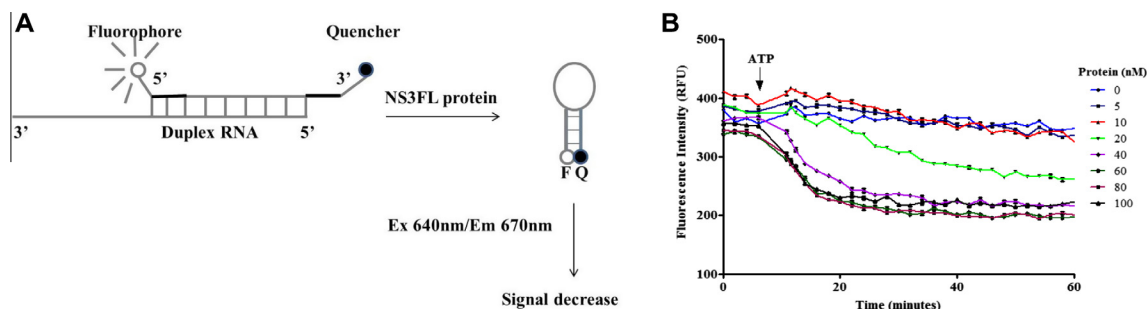 A
Fluorophore
Quencher
5’
3’
NS3FL protein
3’
Duplex RNA
5’
F Q
Ex 640nm/Em 670nm
Signal decrease
B
Fluorescence Intensity (RFU)
500
400
300
200
100
ATP
0
20
40
60
Time (minutes)
Protein (nM)
0
5
10
20
40
60
80
100